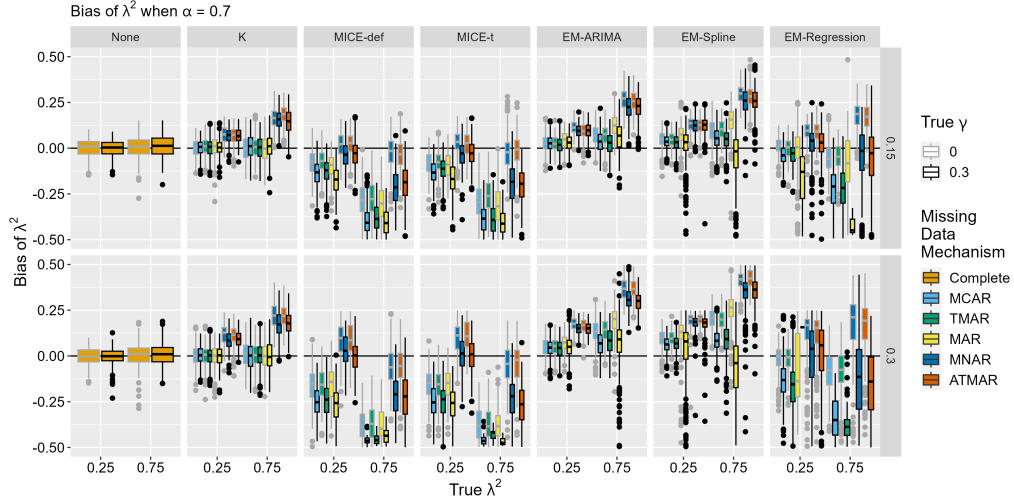 Bias of λ² when α = 0.7
None K MICE-def MICE-t EM-ARIMA EM-Spline EM-Regression
0.50
0.25
0.00
-0.25
-0.50
0.15
0.50
0.25
0.00
-0.25
-0.50
0.3
Bias of λ²
0.25 0.75 0.25 0.75 0.25 0.75 0.25 0.75 0.25 0.75 0.25 0.75 0.25 0.75
True λ²
True γ
0
0.3
Missing
Data
Mechanism
Complete
MCAR
TMAR
MAR
MNAR
ATMAR